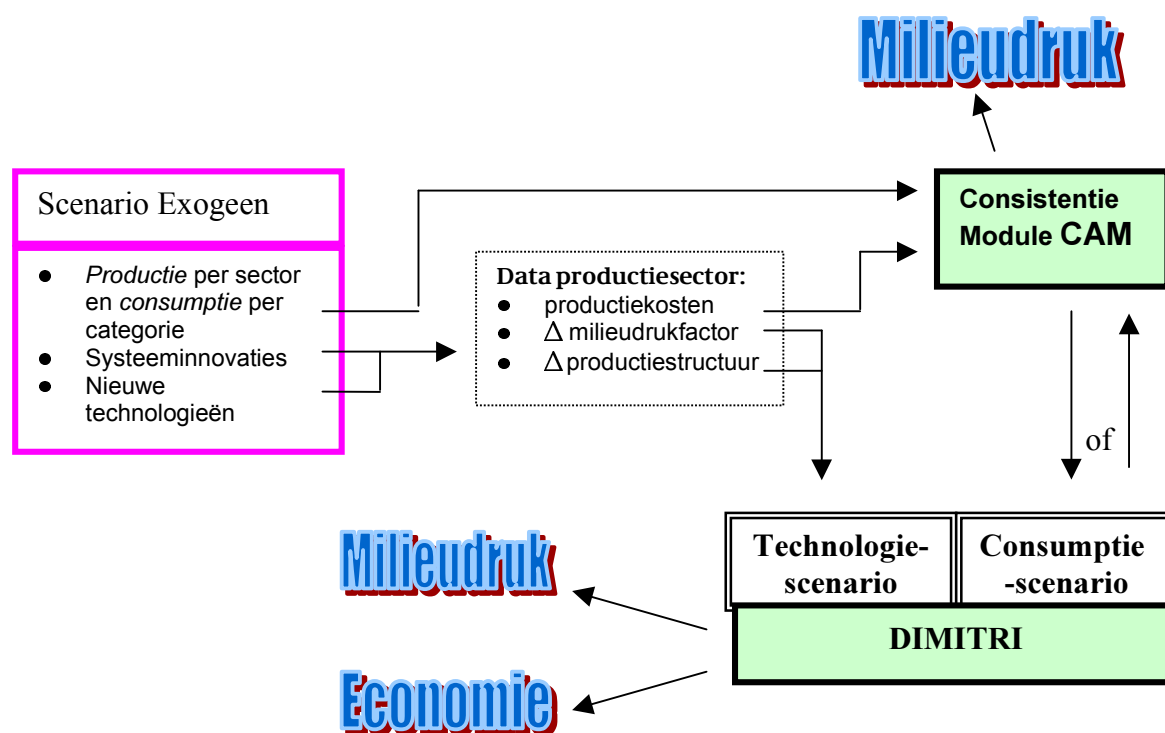 Milieudruk
Scenario Exogeen
● Productie per sector
en consumptie per
categorie
● Systeeminnovaties
● Nieuwe
technologieën
Data productiesector:
● productiekosten
● Δ milieudrukfactor
● Δ productiestructuur
Consistentie
Module CAM
of
Technologie-
scenario
Consumptie
-scenario
DIMITRI
Milieudruk
Economie